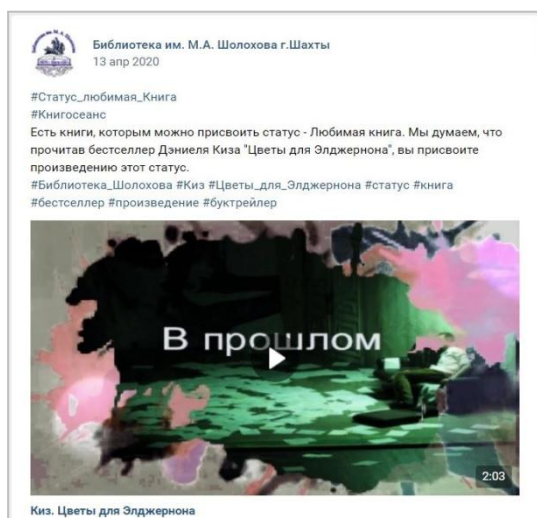 Библиотека им. М.А. Шолохова г.Шахты
13 апр 2020
#Статус_любимая_Книга
#Книгосеанс
Есть книги, которым можно присвоить статус - Любимая книга. Мы думаем, что
прочитав бестселлер Дэниеля Киза "Цветы для Элджернона", вы присвоите
произведению этот статус.
#Библиотека_Шолохова #Киз #Цветы_для_Элджернона #статус #книга
#бестселлер #произведение #буктрейлер
В прошлом
2:03
Киз. Цветы для Элджернона